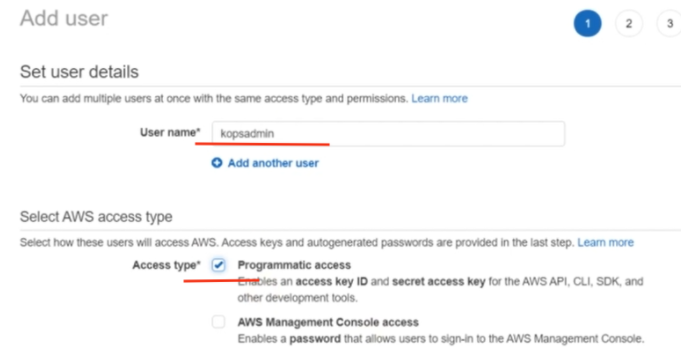 Add user
1 2 3
Set user details
You can add multiple users at once with the same access type and permissions. Learn more
User name* kopsadmin
Add another user
Select AWS access type
Select how these users will access AWS. Access keys and autogenerated passwords are provided in the last step. Learn more
Access type* Programmatic access
Enables an access key ID and secret access key for the AWS API, CLI, SDK, and
other development tools.
AWS Management Console access
Enables a password that allows users to sign-in to the AWS Management Console.